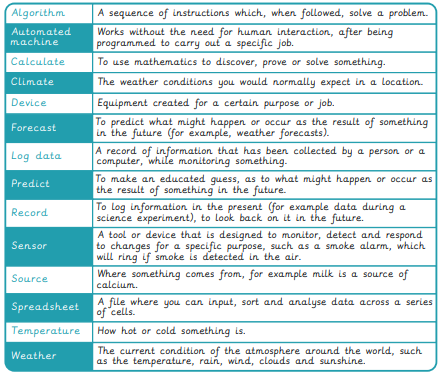 Algorithm
A sequence of instructions which, when followed, solve a problem.
Automated
machine
Works without the need for human interaction, after being
programmed to carry out a specific job.
Calculate
To use mathematics to discover, prove or solve something.
Climate
The weather conditions you would normally expect in a location.
Device
Equipment created for a certain purpose or job.
Forecast
To predict what might happen or occur as the result of something
in the future (for example, weather forecasts).
Log data
A record of information that has been collected by a person or a
computer, while monitoring something.
Predict
To make an educated guess, as to what might happen or occur as
the result of something in the future.
Record
To log information in the present (for example data during a
science experiment), to look back on it in the future.
Sensor
A tool or device that is designed to monitor, detect and respond
to changes for a specific purpose, such as a smoke alarm, which
will ring if smoke is detected in the air.
Source
Where something comes from, for example milk is a source of
calcium.
Spreadsheet
A file where you can input, sort and analyse data across a series
of cells.
Temperature
How hot or cold something is.
Weather
The current condition of the atmosphere around the world, such
as the temperature, rain, wind, clouds and sunshine.